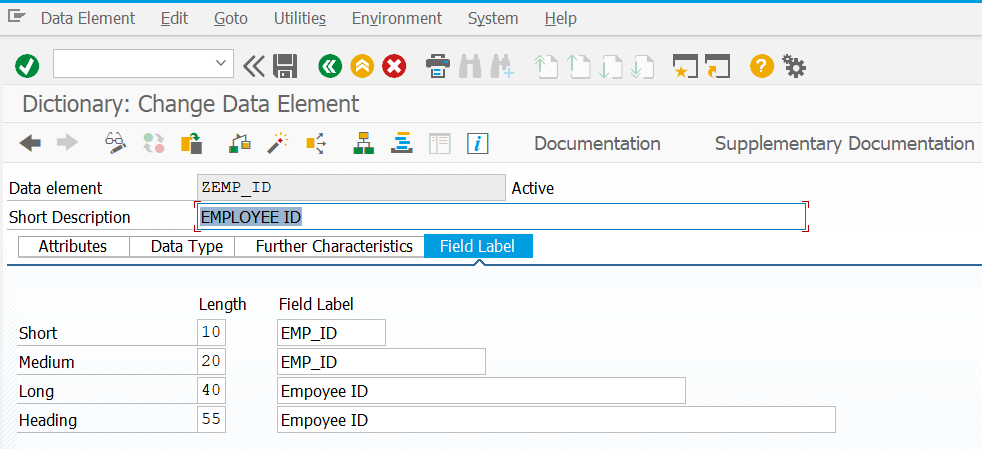 Data Element Change Goto Utilities Environment System Help
Dictionary: Change Data Element
Documentation Supplementary Documentation
Data element ZEMP_ID Active
Short Description EMPLOYEE ID
Attributes Data Type Further Characteristics Field Label
Length Field Label
Short 10 EMP_ID
Medium 20 EMP_ID
Long 40 Empoyee ID
Heading 55 Empoyee ID